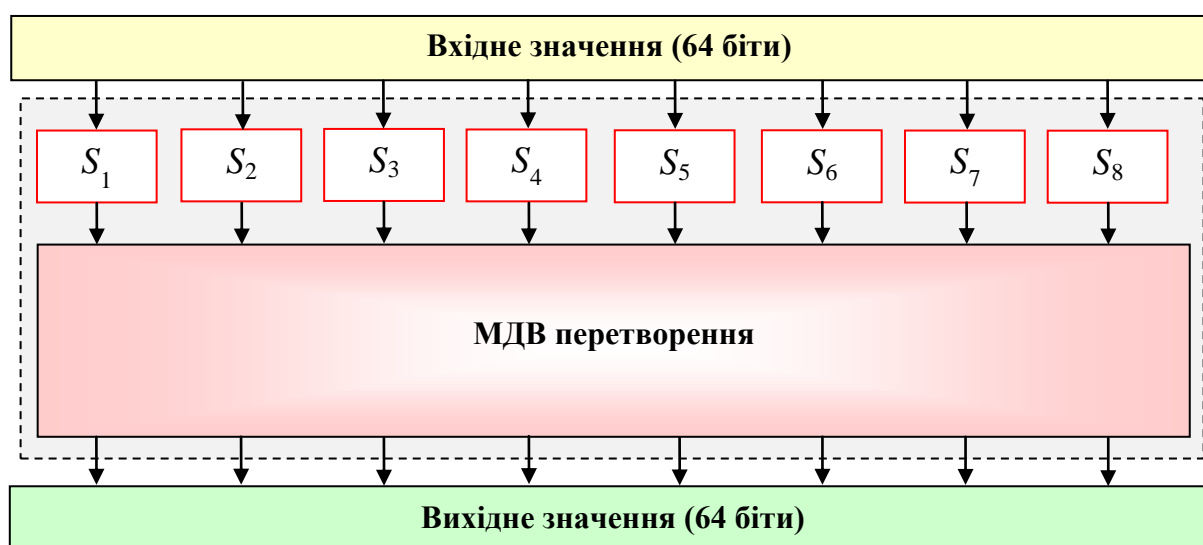 Вхідне значення (64 біти)
S₁ S₂ S₃ S₄ S₅ S₆ S₇ S₈
МДВ перетворення
Вихідне значення (64 біти)